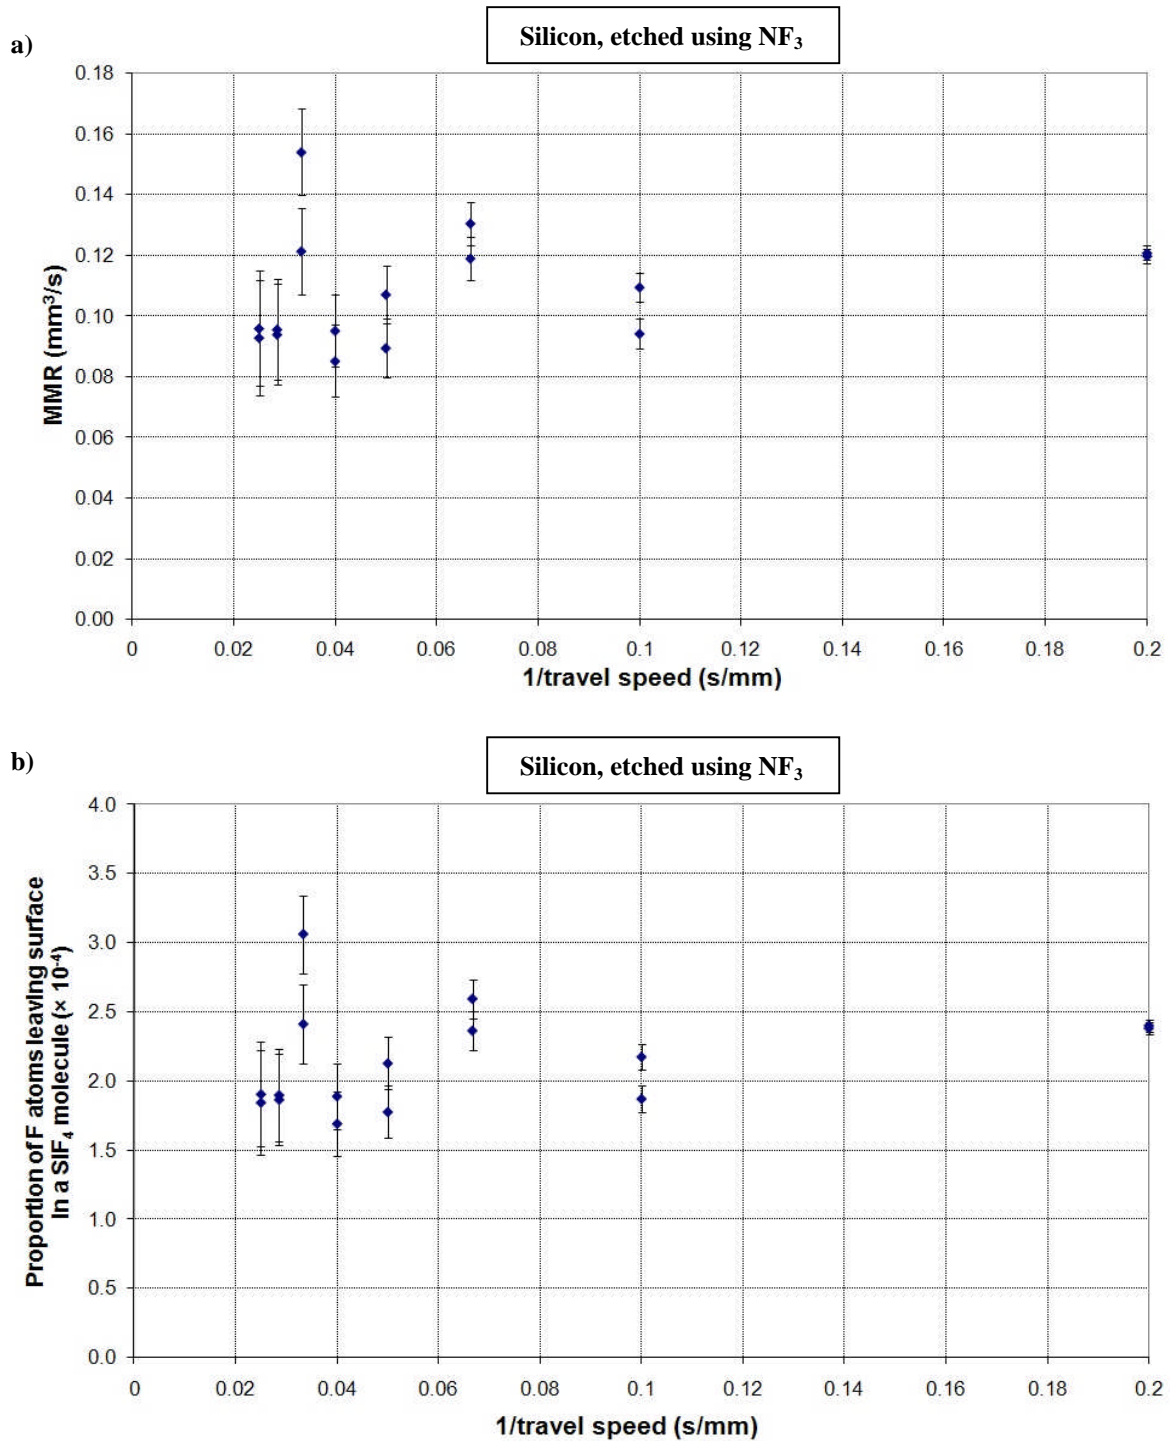 a)
Silicon, etched using NF3
0.18
0.16
0.14
0.12
0.10
0.08
0.06
0.04
0.02
0.00
MMR (mm³/s)
0 0.02 0.04 0.06 0.08 0.1 0.12 0.14 0.16 0.18 0.2
1/travel speed (s/mm)
b)
Silicon, etched using NF3
4.0
3.5
3.0
2.5
2.0
1.5
1.0
0.5
0.0
Proportion of F atoms leaving surface
In a SIF4 molecule (× 10-4)
0 0.02 0.04 0.06 0.08 0.1 0.12 0.14 0.16 0.18 0.2
1/travel speed (s/mm)